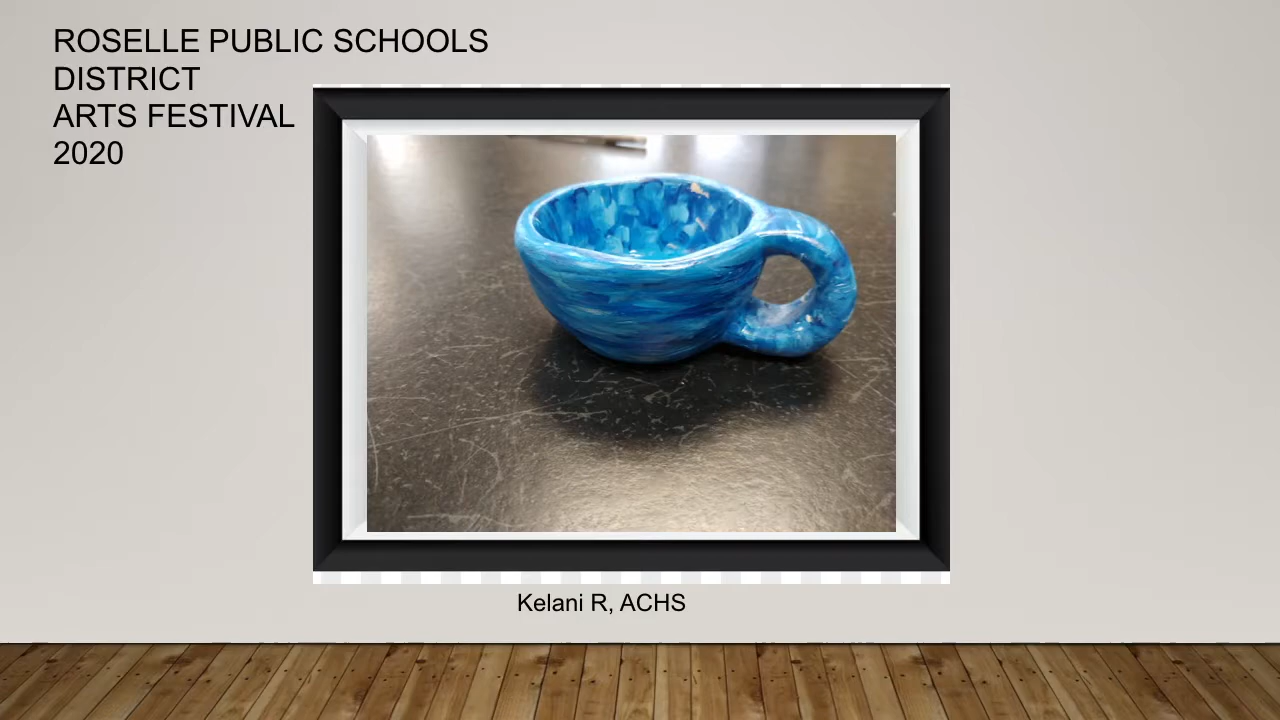 ROSELLE PUBLIC SCHOOLS
DISTRICT
ARTS FESTIVAL
2020
Kelani R, ACHS